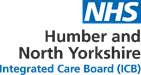 NHS
Humber and
North Yorkshire
Integrated Care Board (ICB)